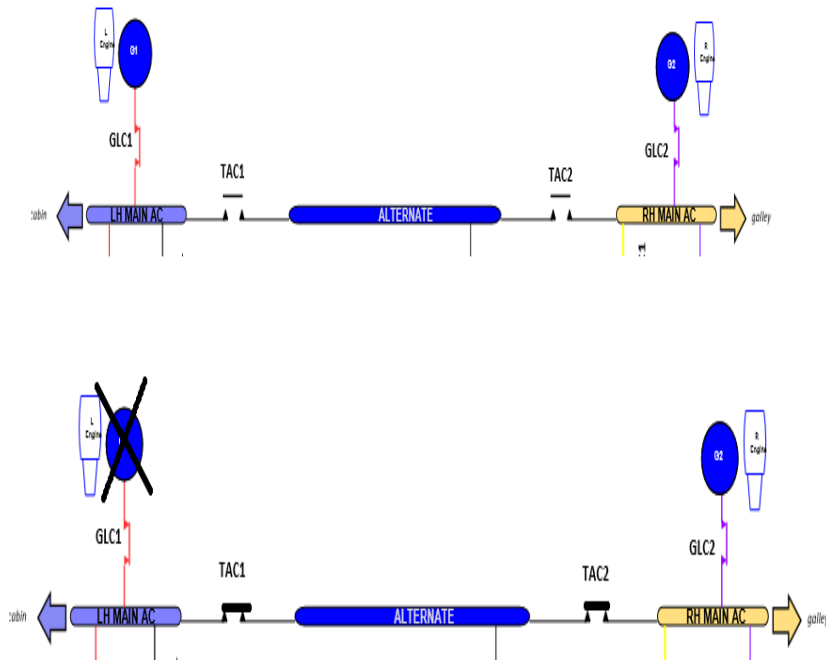 L
Engine
G1
R
Engine
G2
GLC1
GLC2
TAC1
TAC2
LH MAIN AC
ALTERNATE
RH MAIN AC
galley
L
Engine
R
Engine
G2
GLC1
GLC2
TAC1
TAC2
cabin
LH MAIN AC
ALTERNATE
RH MAIN AC
galley